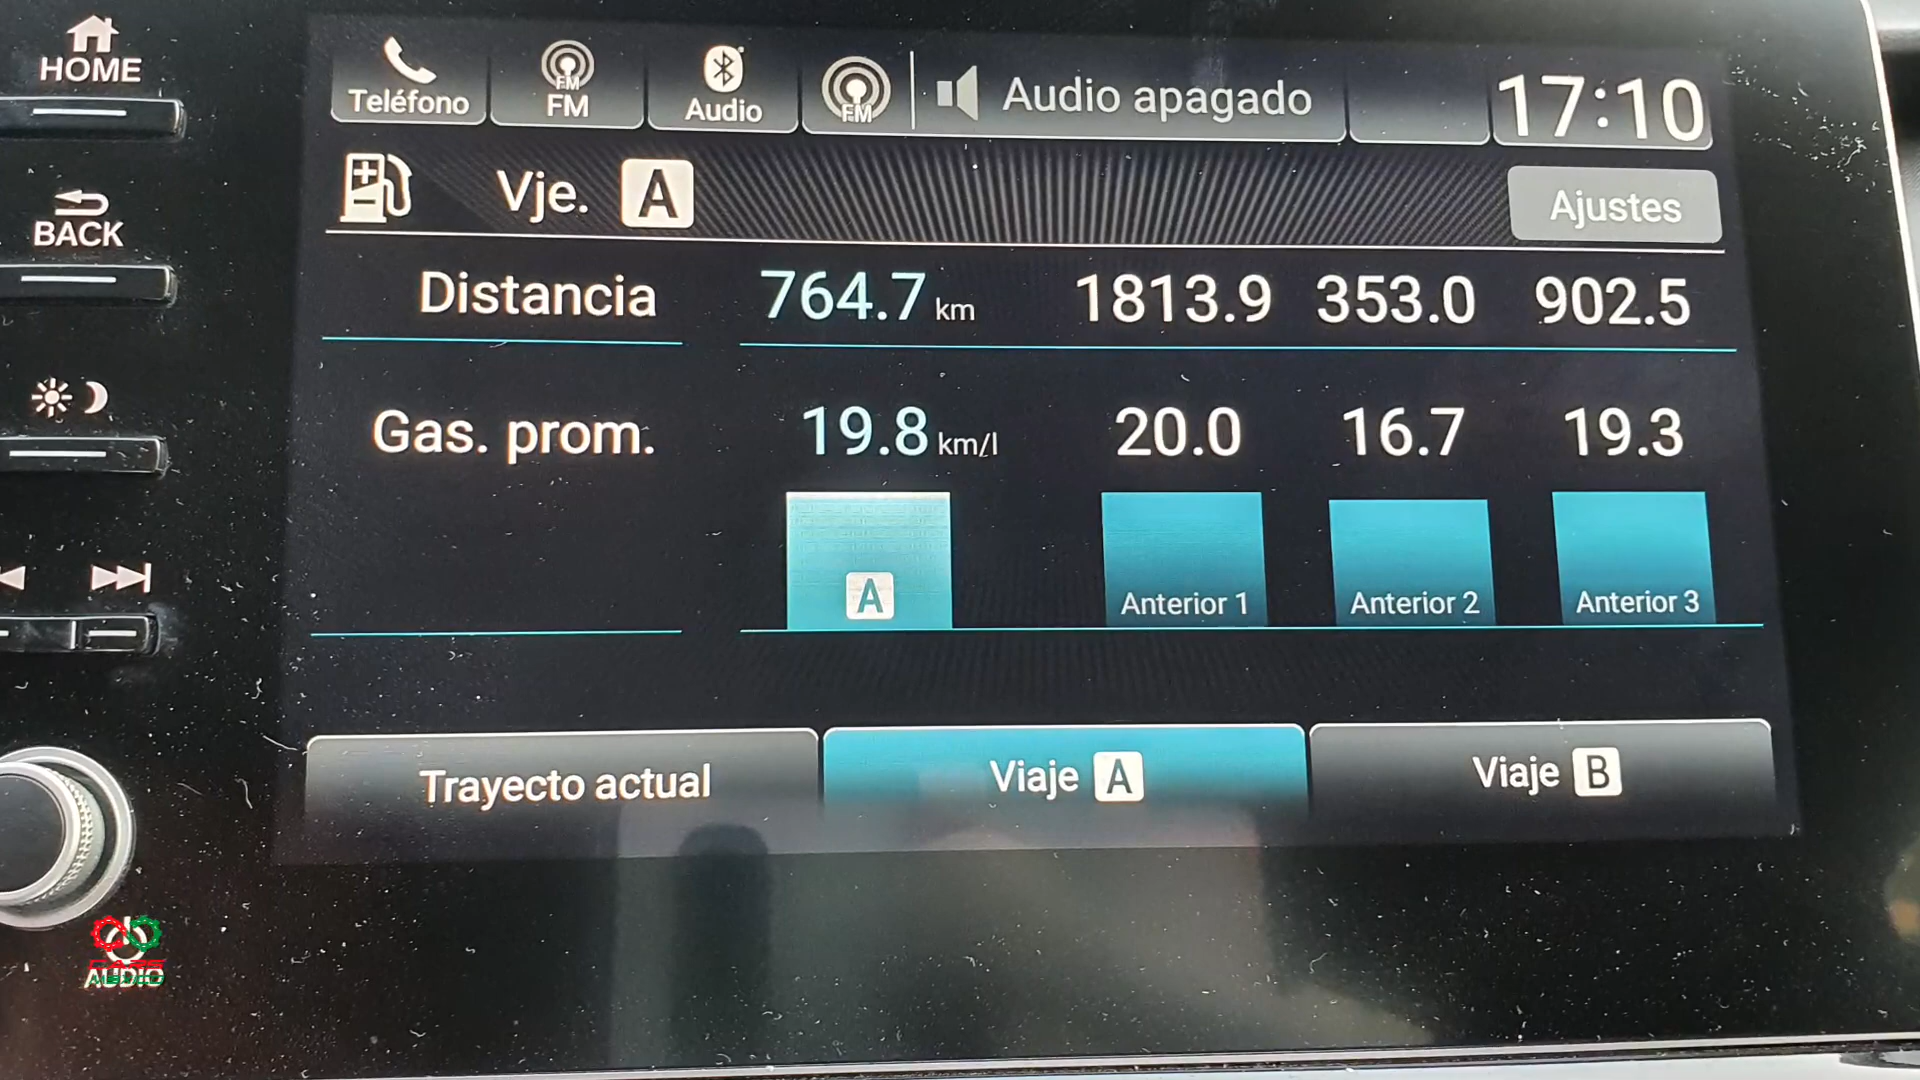 HOME
Teléfono
FM
FM
Audio
FM
Audio apagado
17:10
BACK
Vje. A
Ajustes
Distancia 764.7 km 1813.9 353.0 902.5
Gas. prom. 19.8 km/l 20.0 16.7 19.3
A Anterior 1 Anterior 2 Anterior 3
Trayecto actual Viaje A Viaje B
AUDIO